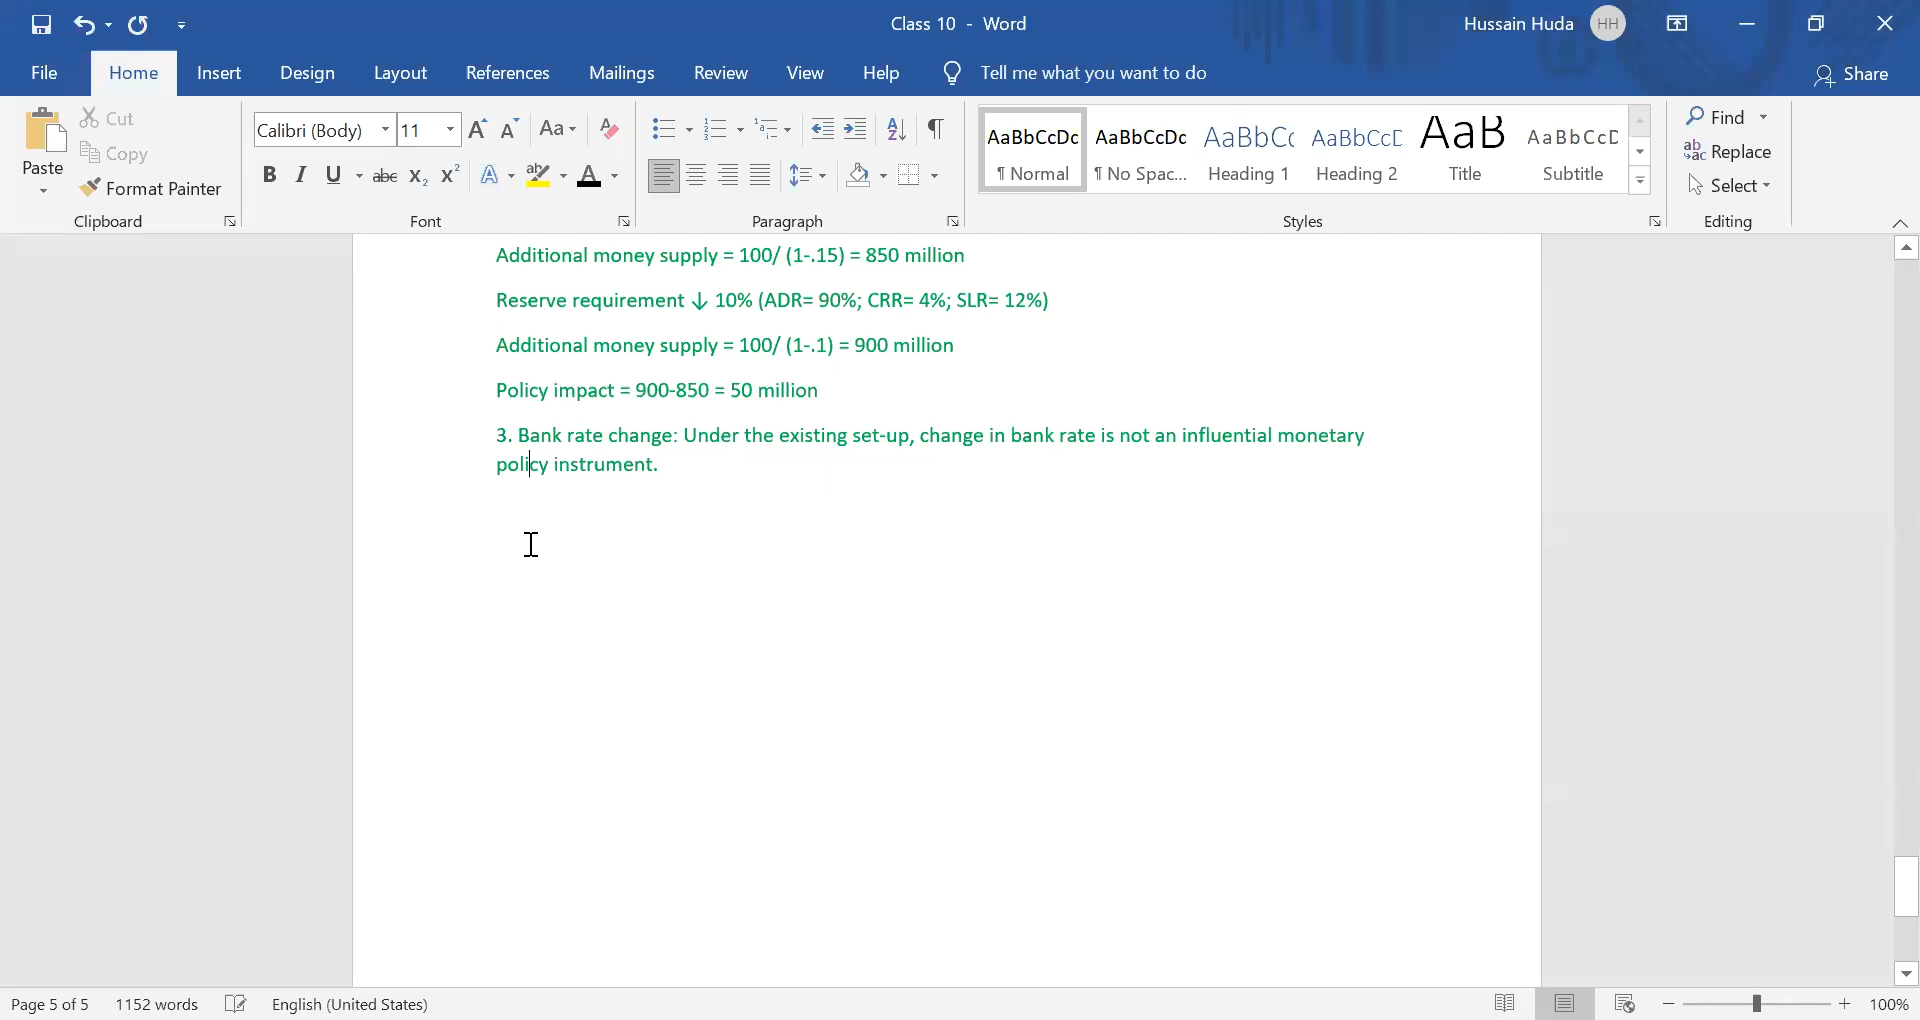 Class 10 - Word
Hussain Huda HH
File Home Insert Design Layout References Mailings Review View Help Tell me what you want to do Share
Paste Cut
Copy
Format Painter
Clipboard
Calibri (Body) 11 A A Aa A
B I U abc X₂ X² A ab A
Font
A Z ¶
Paragraph
AaBbCcDc AaBbCcDc AaBbCc AaBbCcD AaB AaBbCcD
¶ Normal ¶ No Spac... Heading 1 Heading 2 Title Subtitle
Styles
Find
Replace
Select
Editing
Additional money supply = 100/ (1-.15) = 850 million
Reserve requirement ↓ 10% (ADR= 90%; CRR= 4%; SLR= 12%)
Additional money supply = 100/ (1-.1) = 900 million
Policy impact = 900-850 = 50 million
3. Bank rate change: Under the existing set-up, change in bank rate is not an influential monetary
policy instrument.
Page 5 of 5 1152 words English (United States) 100%